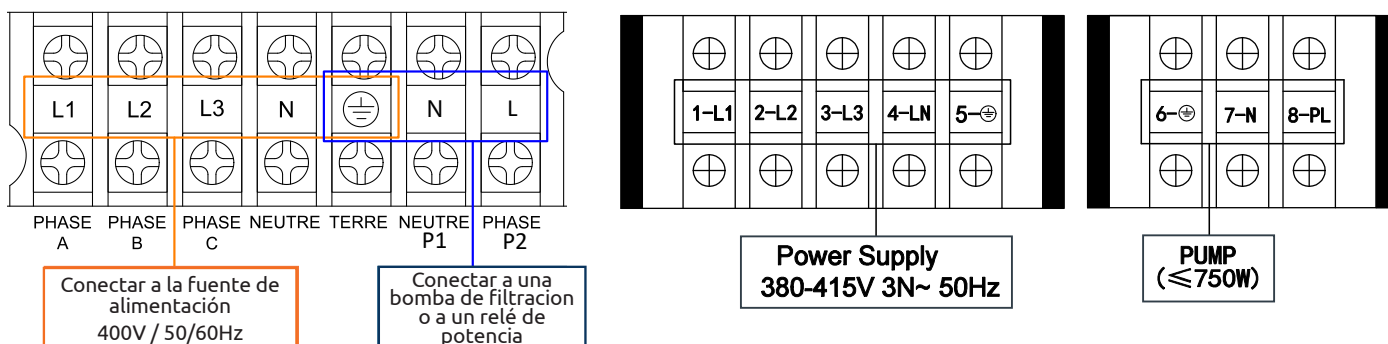 L1 L2 L3 N N L
PHASE A
PHASE B
PHASE C
NEUTRE
TERRE
NEUTRE P1
PHASE P2
Conectar a la fuente de
alimentación
400V / 50/60Hz
Conectar a una
bomba de filtracion
o a un relé de
potencia
1-L1 2-L2 3-L3 4-LN 5-⏚
Power Supply
380-415V 3N~ 50Hz
6-⏚ 7-N 8-PL
PUMP
(≤750W)